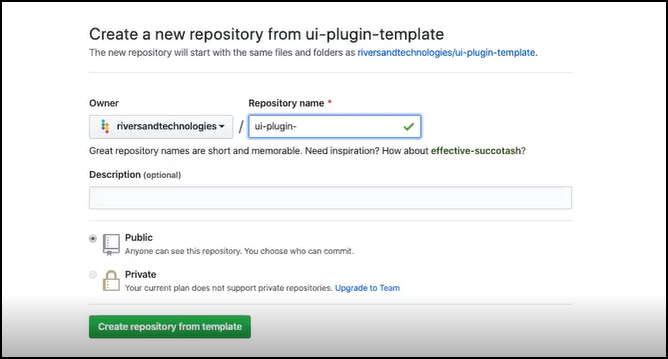 Create a new repository from ui-plugin-template
The new repository will start with the same files and folders as riversandtechnologies/ui-plugin-template.
Owner
Repository name *
riversandtechnologies
/
ui-plugin-
Great repository names are short and memorable. Need inspiration? How about effective-succotash?
Description (optional)
Public
Anyone can see this repository. You choose who can commit.
Private
Your current plan does not support private repositories. Upgrade to Team
Create repository from template